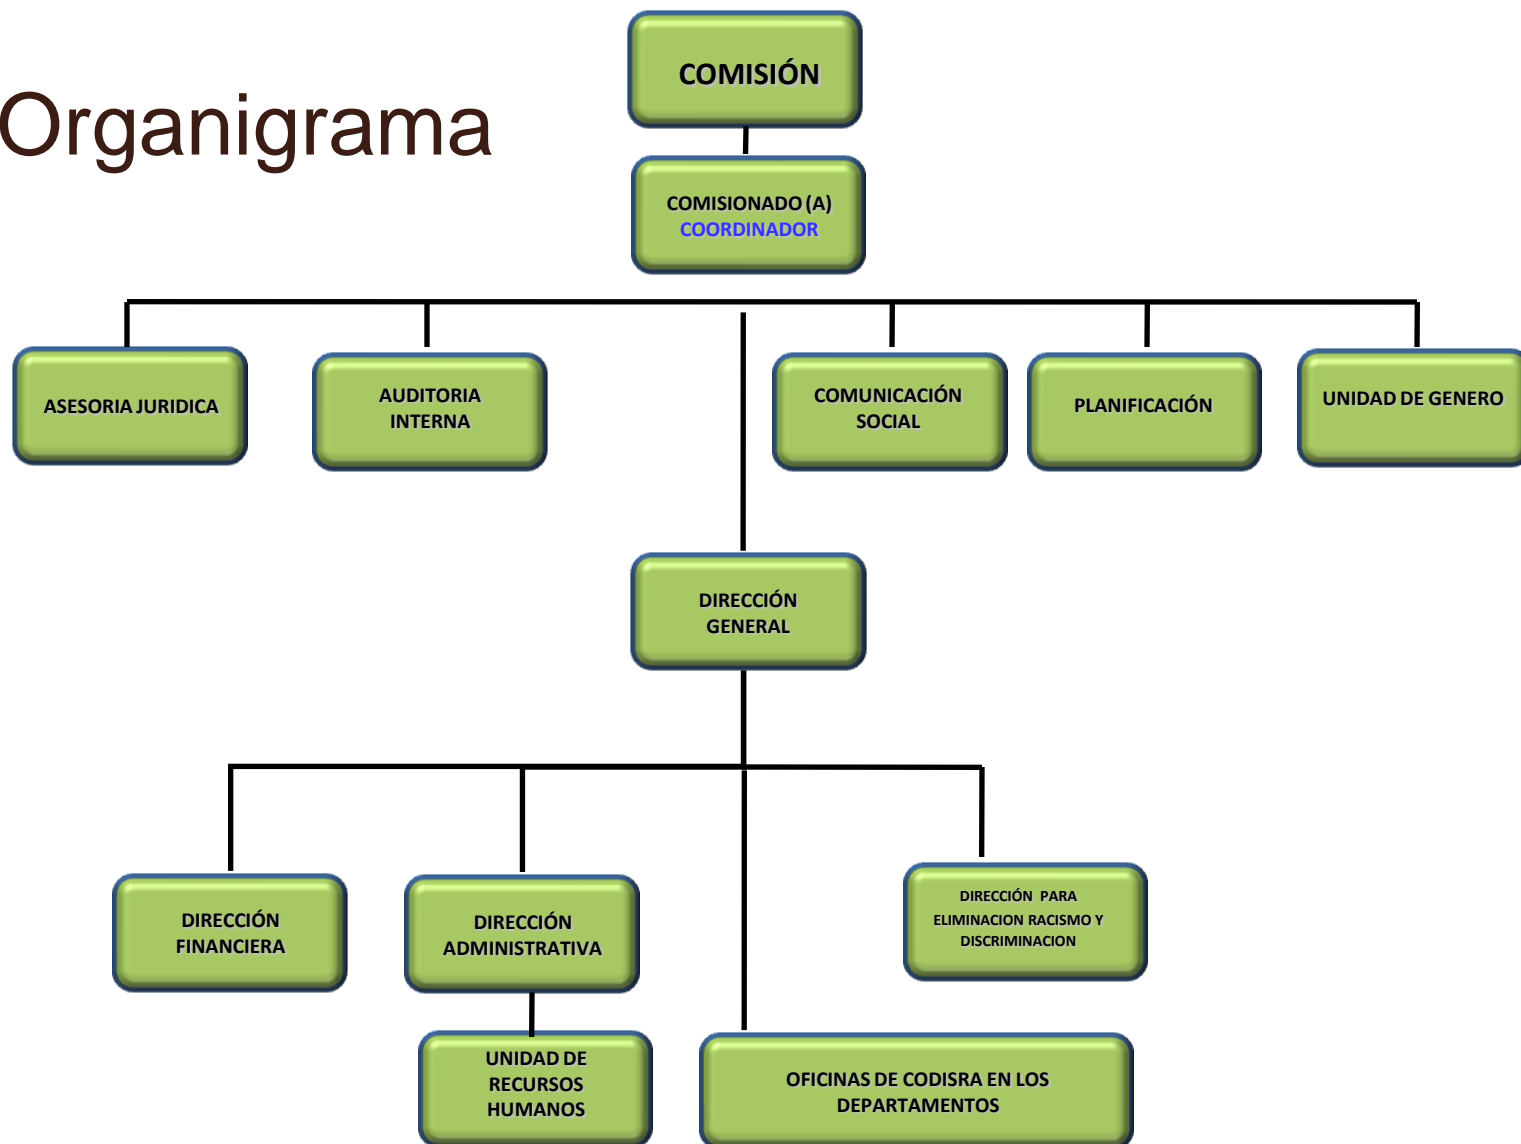 Organigrama
COMISIÓN
COMISIONADO (A)
COORDINADOR
ASESORIA JURIDICA
AUDITORIA
INTERNA
COMUNICACIÓN
SOCIAL
PLANIFICACIÓN
UNIDAD DE GENERO
DIRECCIÓN
GENERAL
DIRECCIÓN
FINANCIERA
DIRECCIÓN
ADMINISTRATIVA
DIRECCIÓN PARA
ELIMINACION RACISMO Y
DISCRIMINACION
UNIDAD DE
RECURSOS
HUMANOS
OFICINAS DE CODISRA EN LOS
DEPARTAMENTOS